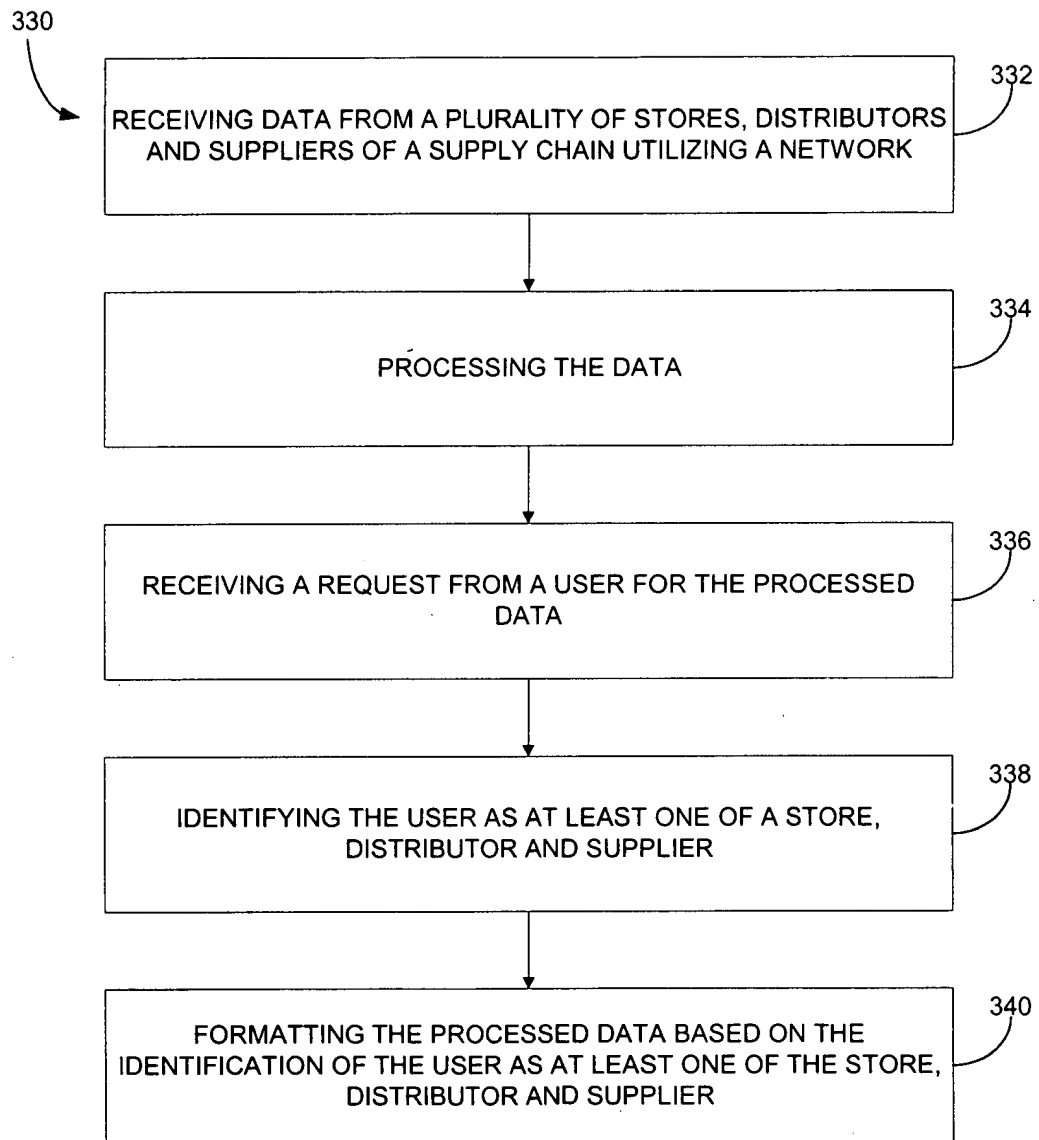 330
332
RECEIVING DATA FROM A PLURALITY OF STORES, DISTRIBUTORS
AND SUPPLIERS OF A SUPPLY CHAIN UTILIZING A NETWORK
334
PROCESSING THE DATA
336
RECEIVING A REQUEST FROM A USER FOR THE PROCESSED
DATA
338
IDENTIFYING THE USER AS AT LEAST ONE OF A STORE,
DISTRIBUTOR AND SUPPLIER
340
FORMATTING THE PROCESSED DATA BASED ON THE
IDENTIFICATION OF THE USER AS AT LEAST ONE OF THE STORE,
DISTRIBUTOR AND SUPPLIER